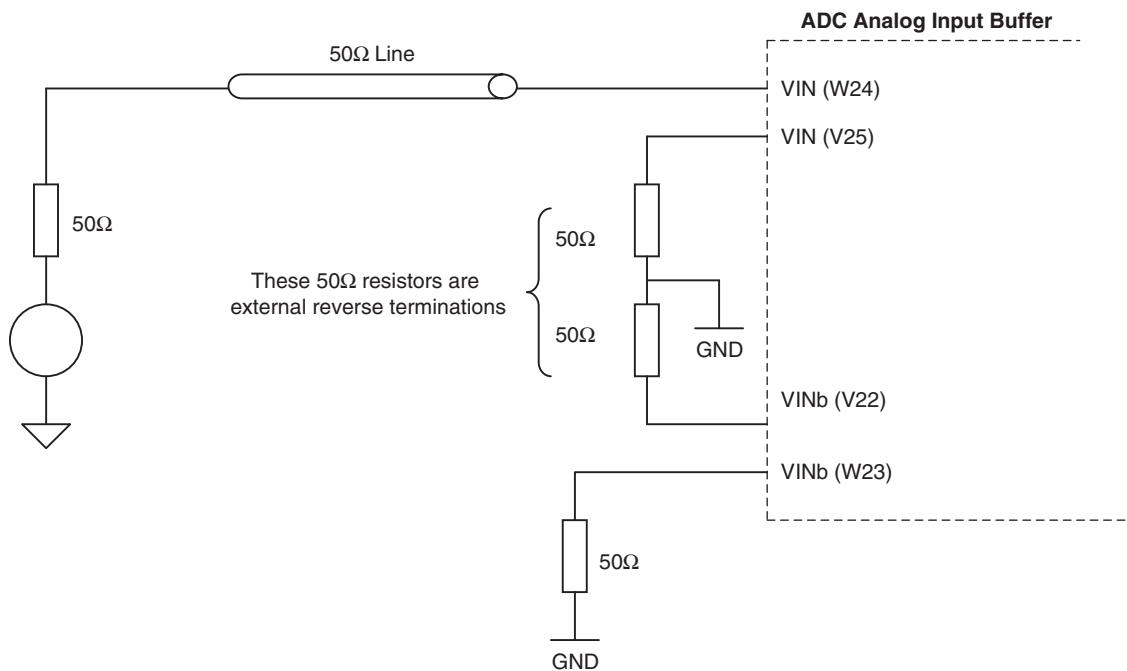 ADC Analog Input Buffer
50Ω Line
VIN (W24)
VIN (V25)
50Ω
50Ω
These 50Ω resistors are
external reverse terminations
50Ω
GND
VINb (V22)
VINb (W23)
50Ω
GND